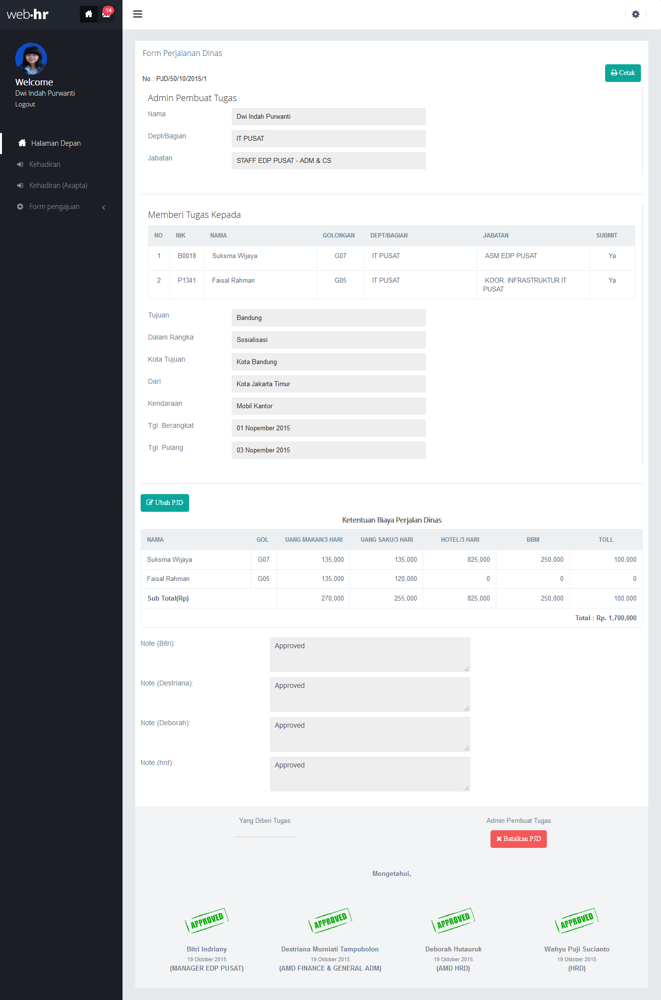 web·hr
14
Welcome
Dwi Indah Purwanti
Logout
Halaman Depan
Kehadiran
Kehadiran (Axapta)
Form pengajuan
Form Perjalanan Dinas
Cetak
No : PJD/50/10/2015/1
Admin Pembuat Tugas
Nama Dwi Indah Purwanti
Dept/Bagian IT PUSAT
Jabatan STAFF EDP PUSAT - ADM & CS
Memberi Tugas Kepada
NO NIK NAMA GOLONGAN DEPT/BAGIAN JABATAN SUBMIT
1 B0018 Suksma Wijaya G07 IT PUSAT ASM EDP PUSAT Ya
2 P1341 Faisal Rahman G05 IT PUSAT KOOR. INFRASTRUKTUR IT Ya
PUSAT
Tujuan Bandung
Dalam Rangka Sosialisasi
Kota Tujuan Kota Bandung
Dari Kota Jakarta Timur
Kendaraan Mobil Kantor
Tgl. Berangkat 01 Nopember 2015
Tgl. Pulang 03 Nopember 2015
Ubah PJD
Ketentuan Biaya Perjalan Dinas
NAMA GOL UANG MAKAN/3 HARI UANG SAKU/3 HARI HOTEL/3 HARI BBM TOLL
Suksma Wijaya G07 135,000 135,000 825,000 250,000 100,000
Faisal Rahman G05 135,000 120,000 0 0 0
Sub Total(Rp) 270,000 255,000 825,000 250,000 100,000
Total : Rp. 1,700,000
Note (Bitri): Approved
Note (Destriana): Approved
Note (Deborah): Approved
Note (hrd): Approved
Yang Diberi Tugas Admin Pembuat Tugas
Batalkan PJD
Mengetahui,
APPROVED APPROVED APPROVED APPROVED
Bitri Indriany Destriana Murniati Tampubolon Deborah Hutauruk Wahyu Puji Sucianto
19 Oktober 2015 19 Oktober 2015 19 Oktober 2015 19 Oktober 2015
(MANAGER EDP PUSAT) (AMD FINANCE & GENERAL ADM) (AMD HRD) (HRD)